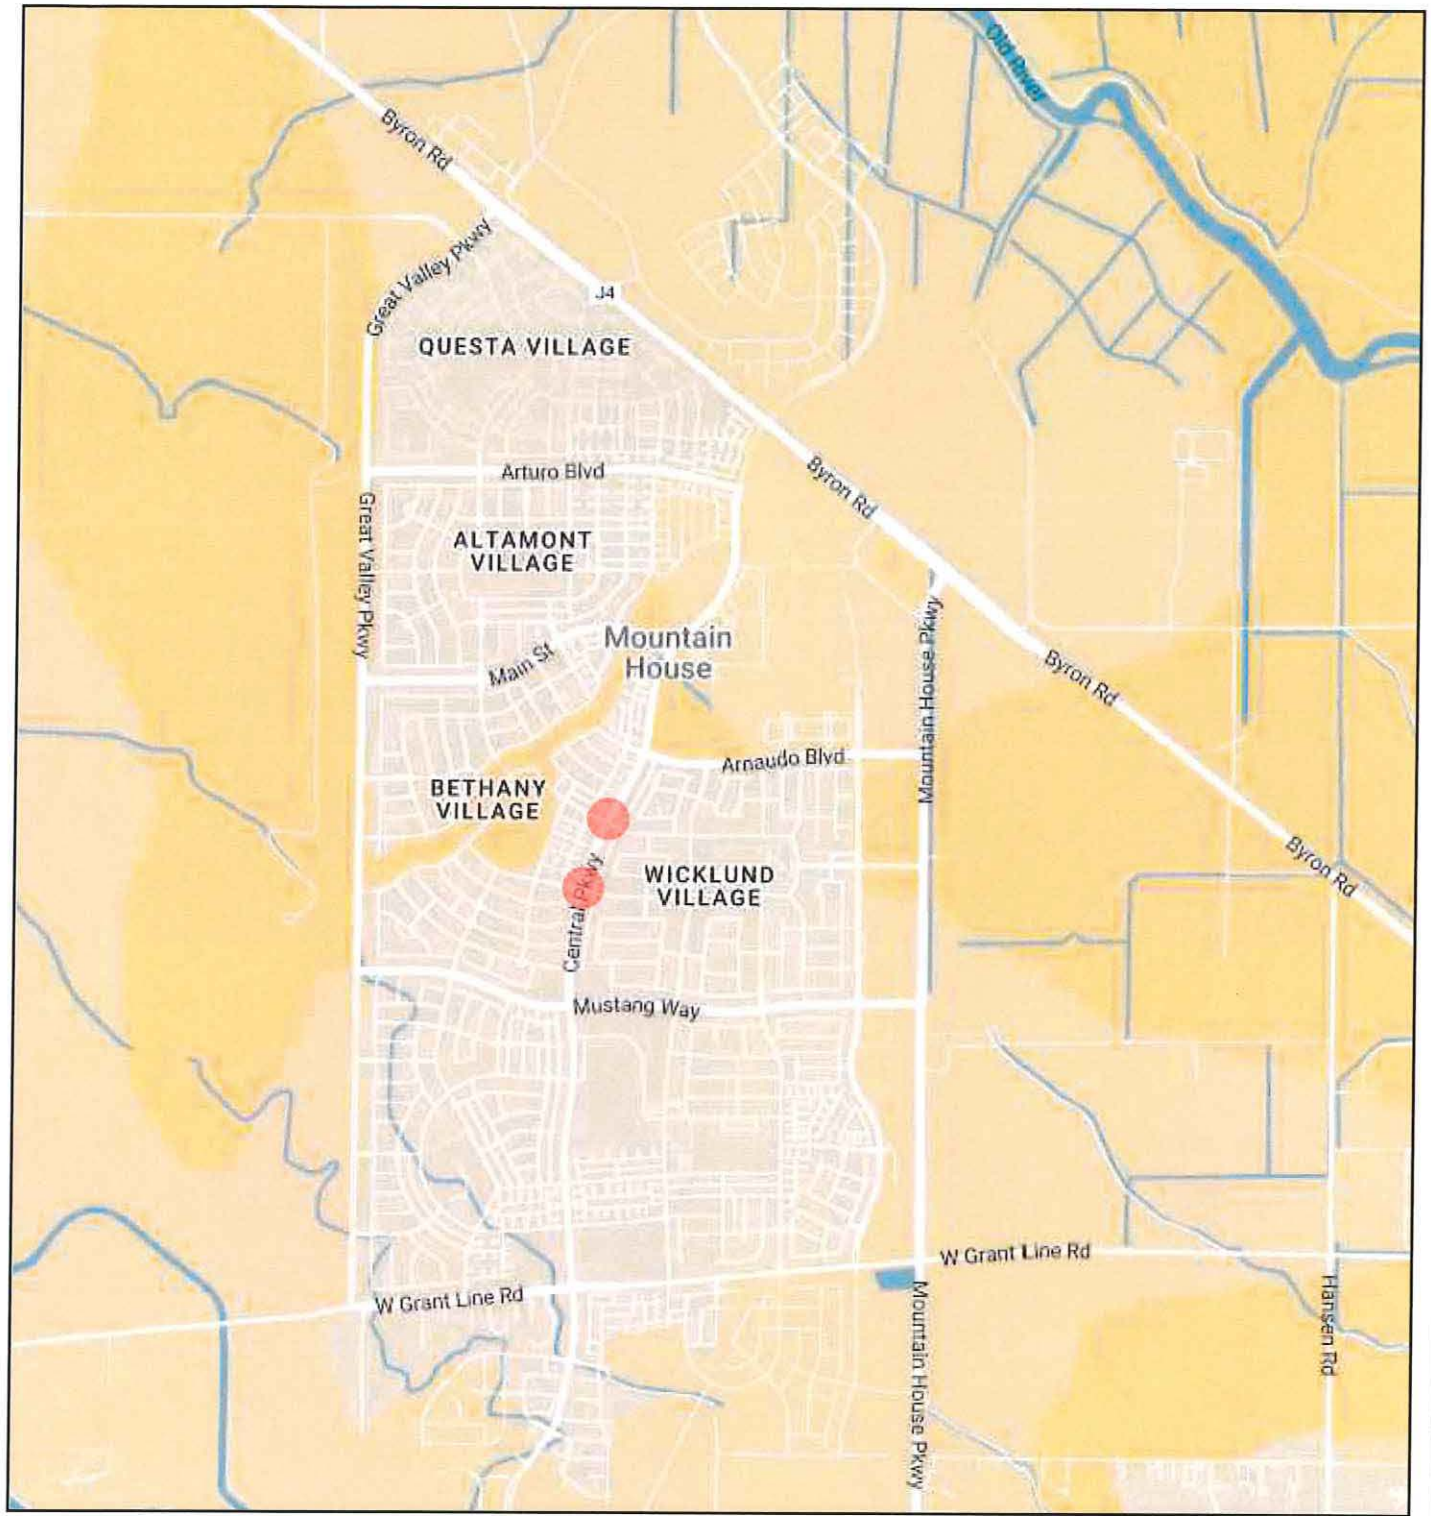 Old River
Byron Rd
Great Valley Pkwy
J4
QUESTA VILLAGE
Arturo Blvd
Byron Rd
Great Valley Pkwy
ALTAMONT
VILLAGE
Mountain
House
Main St
Mountain House Pkwy
Byron Rd
Arnaudo Blvd
BETHANY
VILLAGE
Central Pkwy
WICKLUND
VILLAGE
Byron Rd
Mustang Way
W Grant Line Rd
W Grant Line Rd
Mountain House Pkwy
Hansen Rd